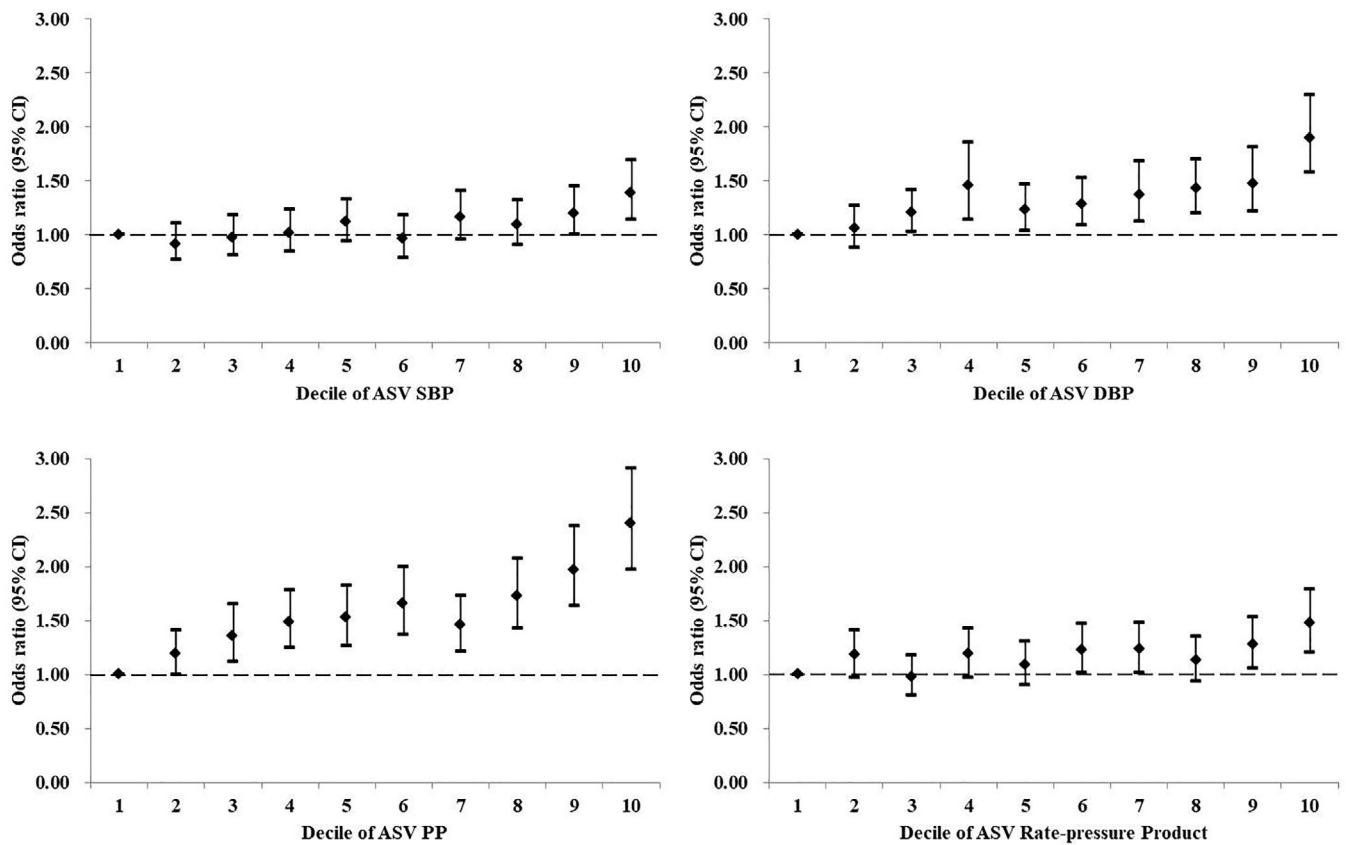 3.00
2.50
2.00
1.50
1.00
0.50
0.00
Odds ratio (95% CI)
1 2 3 4 5 6 7 8 9 10
Decile of ASV SBP
3.00
2.50
2.00
1.50
1.00
0.50
0.00
Odds ratio (95% CI)
1 2 3 4 5 6 7 8 9 10
Decile of ASV DBP
3.00
2.50
2.00
1.50
1.00
0.50
0.00
Odds ratio (95% CI)
1 2 3 4 5 6 7 8 9 10
Decile of ASV PP
3.00
2.50
2.00
1.50
1.00
0.50
0.00
Odds ratio (95% CI)
1 2 3 4 5 6 7 8 9 10
Decile of ASV Rate-pressure Product